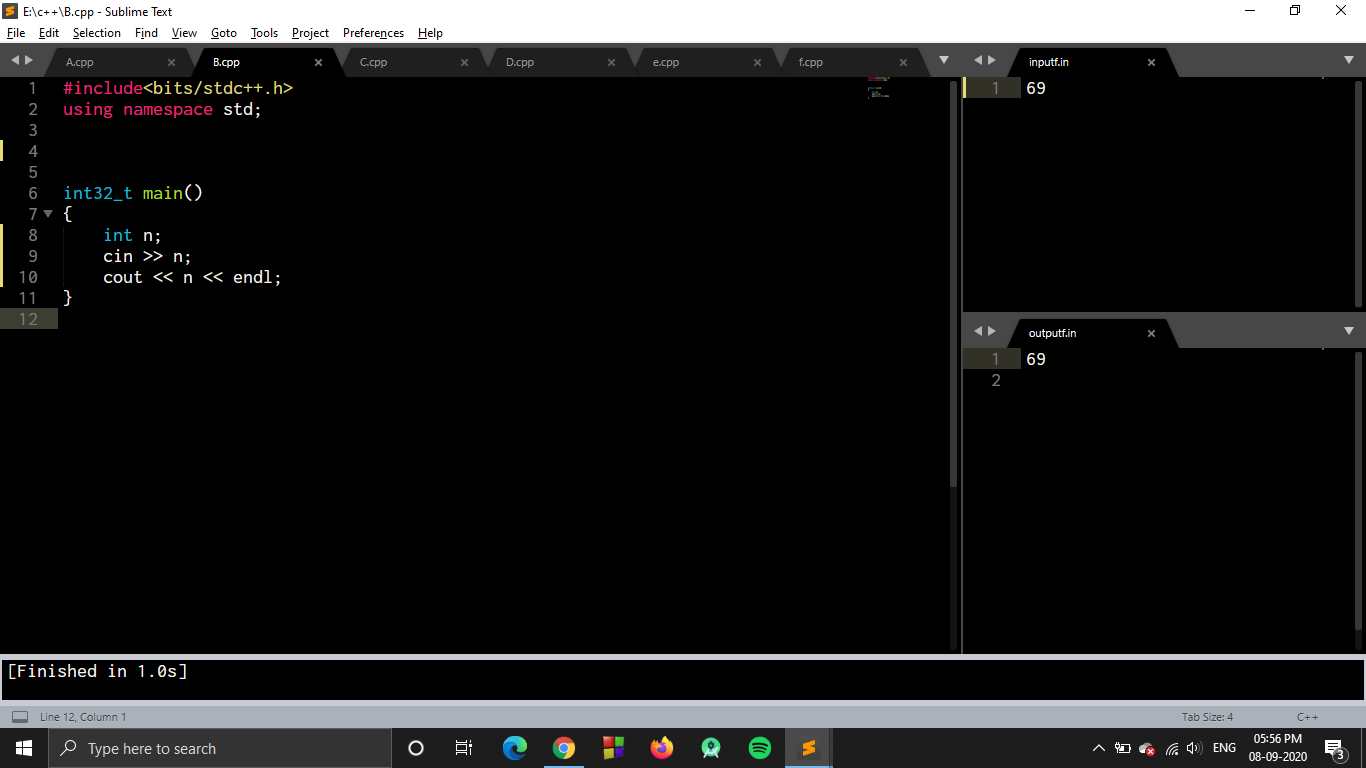 E:\c++\B.cpp - Sublime Text
File Edit Selection Find View Goto Tools Project Preferences Help
A.cpp B.cpp C.cpp D.cpp e.cpp f.cpp
1 #include<bits/stdc++.h>
2 using namespace std;
3
4
5
6 int32_t main()
7 {
8 int n;
9 cin >> n;
10 cout << n << endl;
11 }
12
inputf.in
1 69
outputf.in
1 69
2
[Finished in 1.0s]
Line 12, Column 1 Tab Size: 4 C++
Type here to search
ENG
05:56 PM
08-09-2020
3